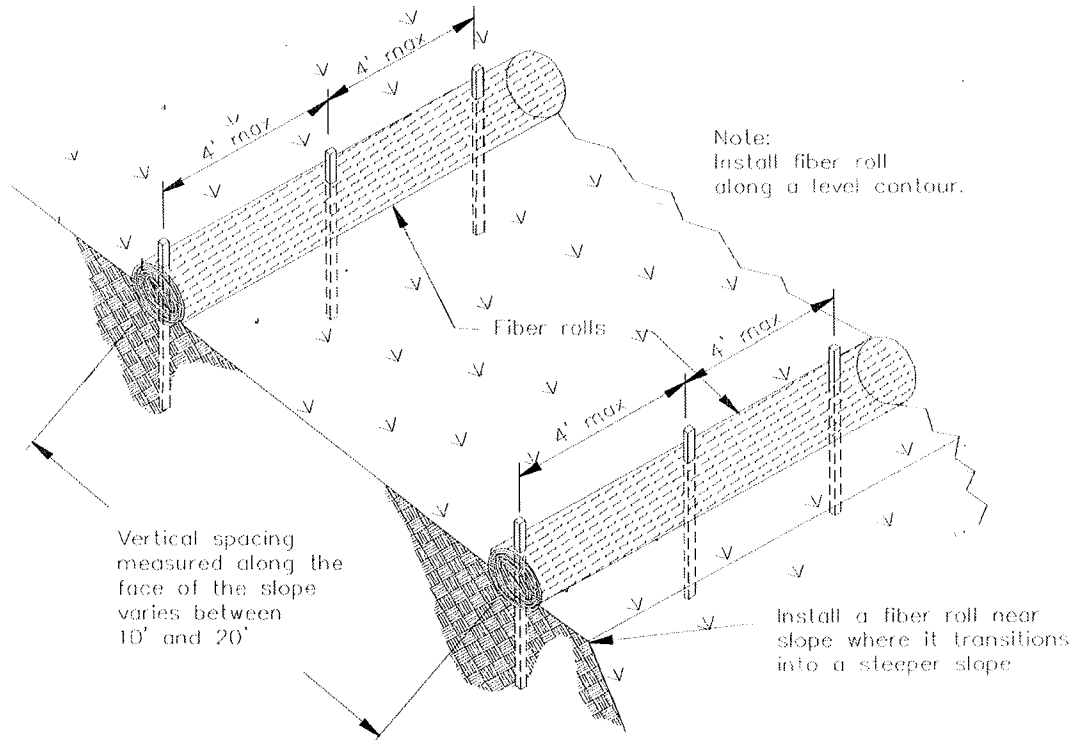 4' max
4' max
Note:
Install fiber roll
along a level contour.
Fiber rolls
4' max
4' max
Vertical spacing
measured along the
face of the slope
varies between
10' and 20'
Install a fiber roll near
slope where it transitions
into a steeper slope